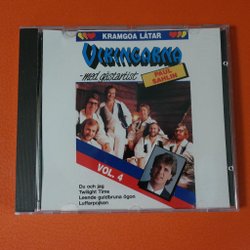 KRAMGOA LÅTAR
VIKINGARNA
-med gästartist
PAUL
SAHLIN
VOL. 4
Du och jag
Twilight Time
Leende guldbruna ögon
Luffarpojken